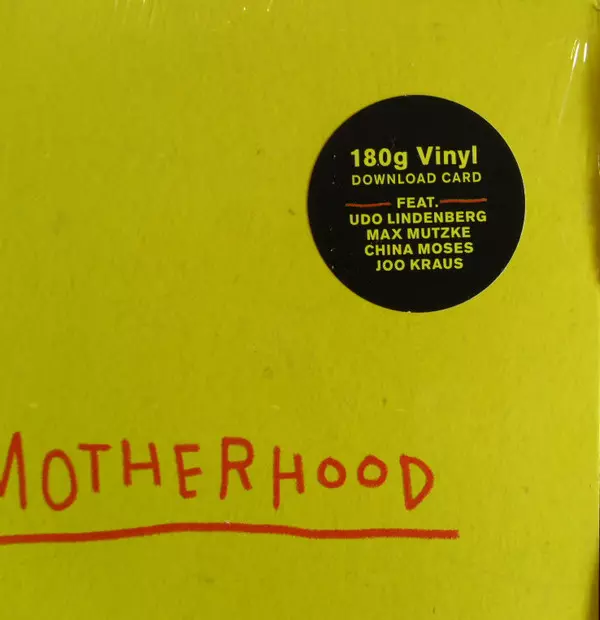 180g Vinyl
DOWNLOAD CARD
FEAT.
UDO LINDENBERG
MAX MUTZKE
CHINA MOSES
JOO KRAUS
MOTHERHOOD